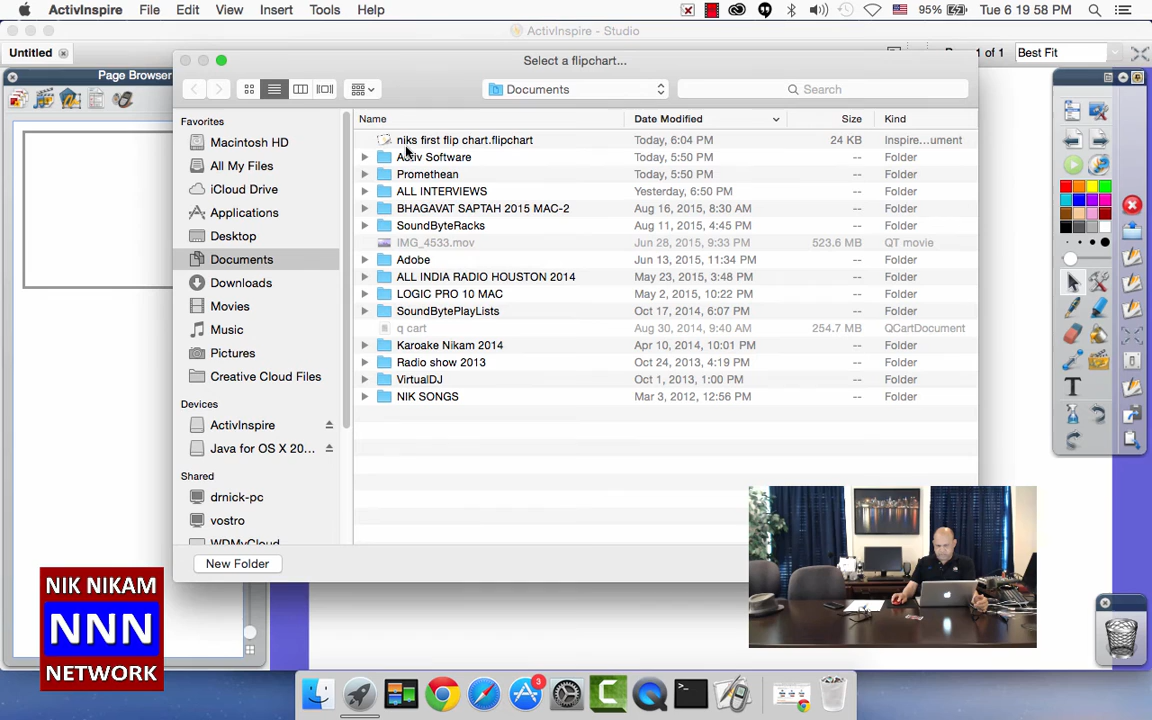 ActivInspire File Edit View Insert Tools Help 3 95% Tue 6 19 58 PM
ActivInspire - Studio
Untitled
Page 1 of 1 Best Fit
Page Browser
Select a flipchart...
Documents
Search
Favorites
Macintosh HD
All My Files
iCloud Drive
Applications
Desktop
Documents
Downloads
Movies
Music
Pictures
Creative Cloud Files
Devices
ActivInspire
Java for OS X 20...
Shared
drnick-pc
vostro
WDMyCloud
Name Date Modified Size Kind
niks first flip chart.flipchart Today, 6:04 PM 24 KB Inspire...ument
Activ Software Today, 5:50 PM -- Folder
Promethean Today, 5:50 PM -- Folder
ALL INTERVIEWS Yesterday, 6:50 PM -- Folder
BHAGAVAT SAPTAH 2015 MAC-2 Aug 16, 2015, 8:30 AM -- Folder
SoundByteRacks Aug 11, 2015, 4:45 PM -- Folder
IMG_4533.mov Jun 28, 2015, 9:33 PM 523.6 MB QT movie
Adobe Jun 13, 2015, 11:34 PM -- Folder
ALL INDIA RADIO HOUSTON 2014 May 23, 2015, 3:48 PM -- Folder
LOGIC PRO 10 MAC May 2, 2015, 10:22 PM -- Folder
SoundBytePlayLists Oct 17, 2014, 6:07 PM -- Folder
q cart Aug 30, 2014, 9:40 AM 254.7 MB QCartDocument
Karoake Nikam 2014 Apr 10, 2014, 10:01 PM -- Folder
Radio show 2013 Oct 24, 2013, 4:19 PM -- Folder
VirtualDJ Oct 1, 2013, 1:00 PM -- Folder
NIK SONGS Mar 3, 2012, 12:56 PM -- Folder
New Folder
NIK NIKAM
NNN
NETWORK
3